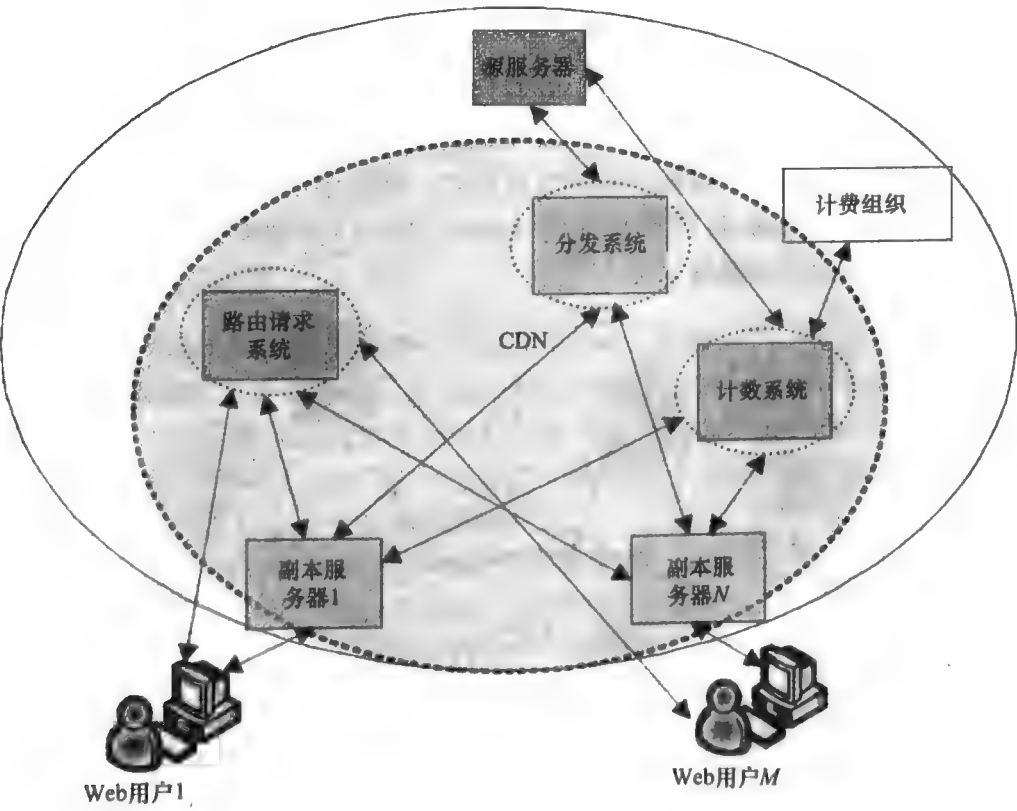 源服务器
计费组织
分发系统
路由请求
系统
CDN
计数系统
副本服
务器1
副本服
务器N
Web用户1
Web用户M